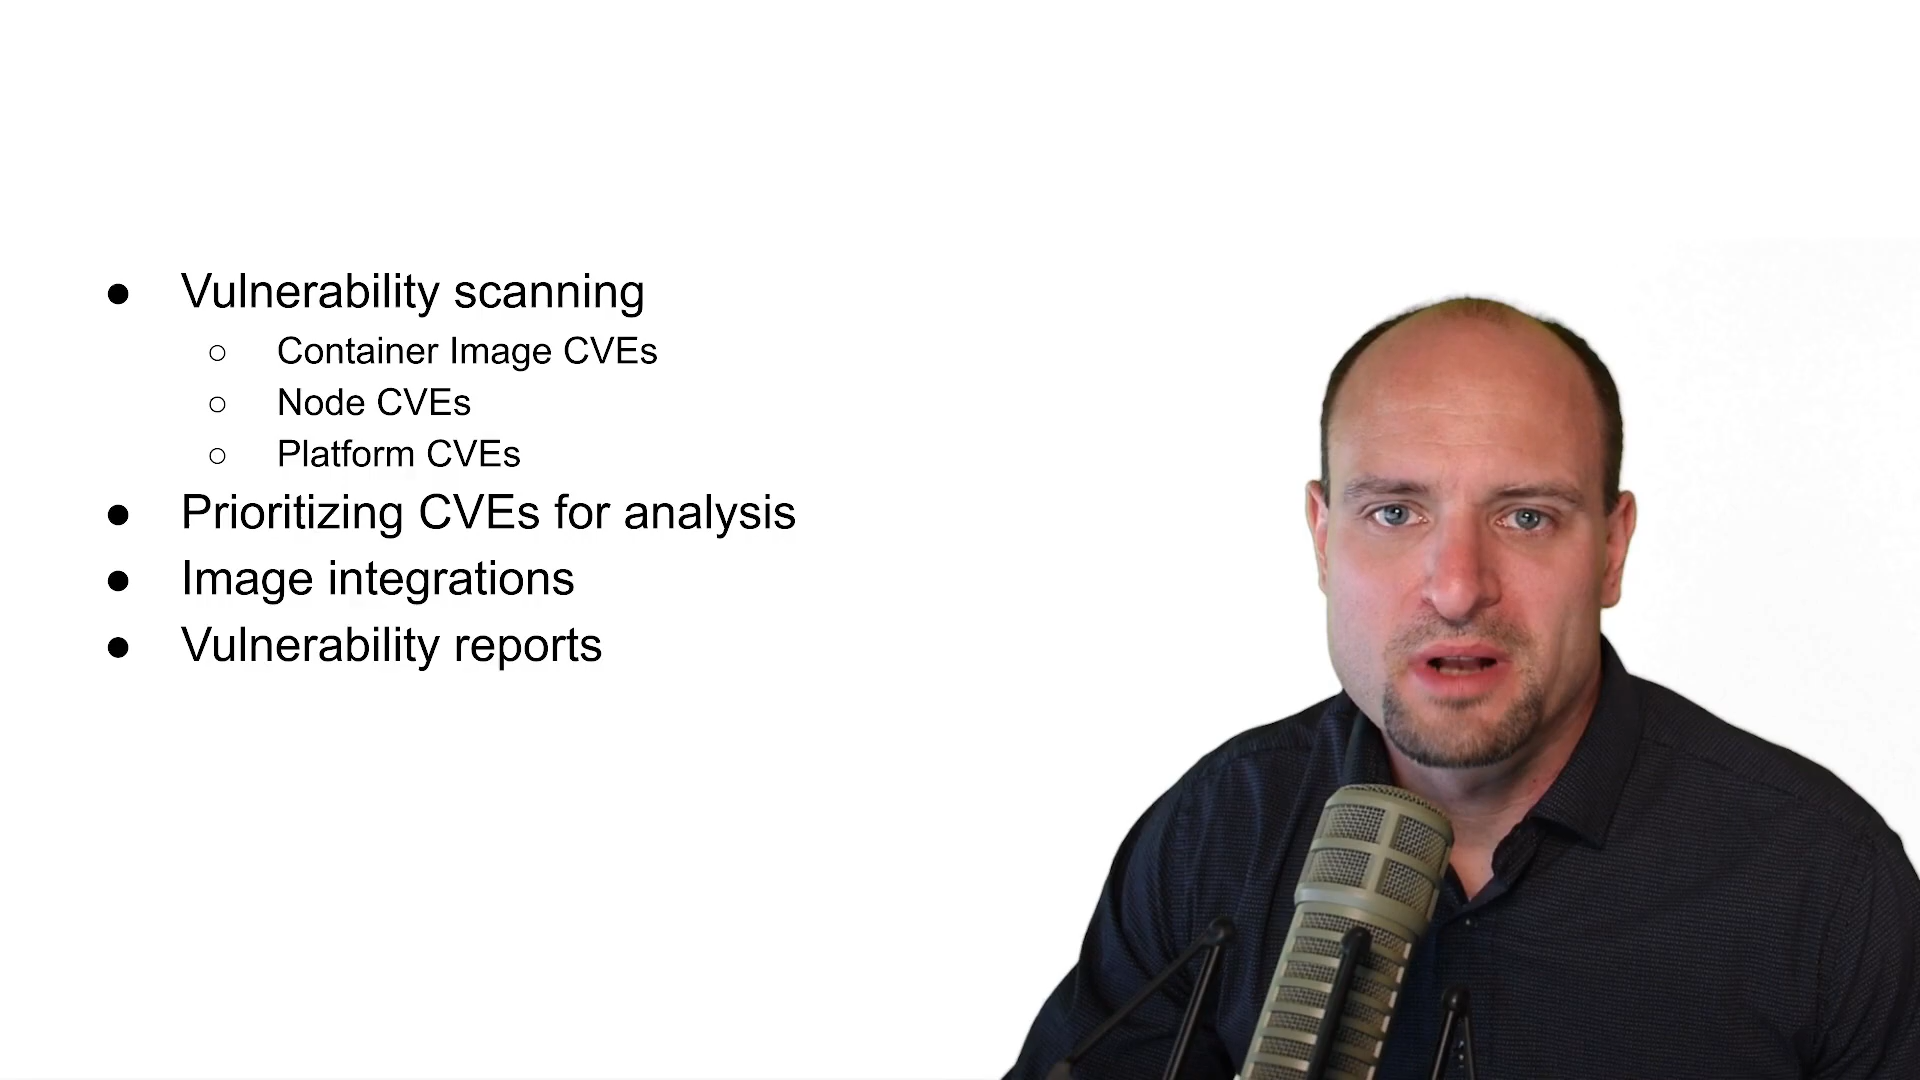 ● Vulnerability scanning
○ Container Image CVEs
○ Node CVEs
○ Platform CVEs
● Prioritizing CVEs for analysis
● Image integrations
● Vulnerability reports